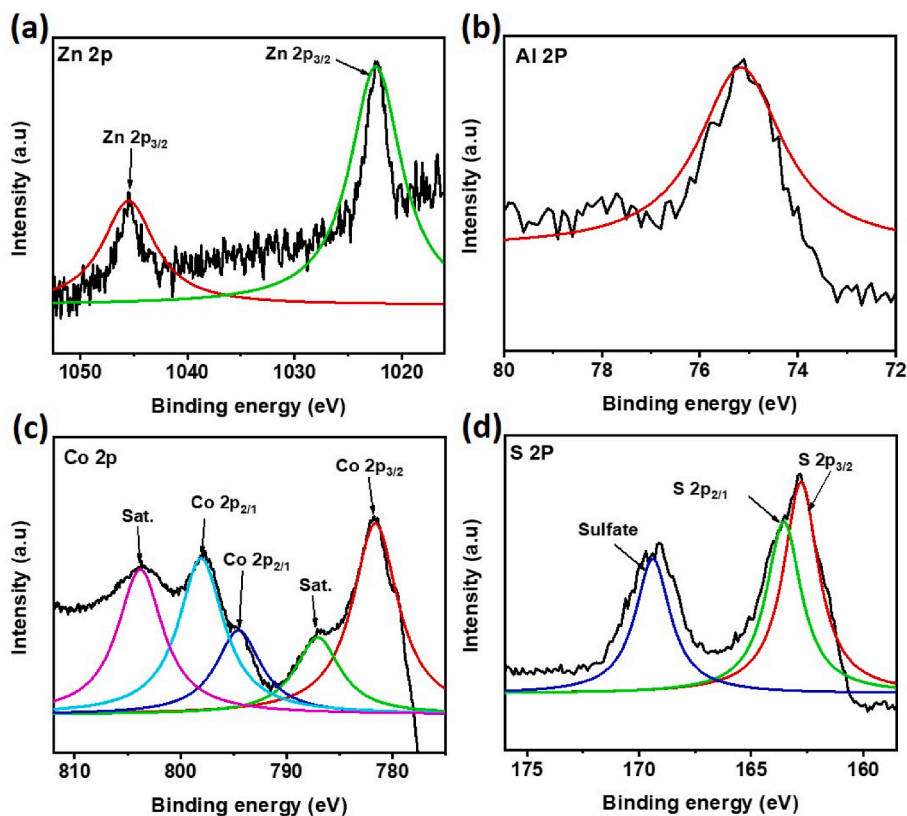 (a)
Zn 2p
Zn 2p3/2
Zn 2p3/2
Intensity (a.u)
1050 1040 1030 1020
Binding energy (eV)
(b)
Al 2P
Intensity (a.u)
80 78 76 74 72
Binding energy (eV)
(c)
Co 2p
Co 2p3/2
Co 2p2/1
Sat.
Co 2p2/1
Sat.
Intensity (a.u)
810 800 790 780
Binding energy (eV)
(d)
S 2P
S 2p3/2
S 2p2/1
Sulfate
Intensity (a.u)
175 170 165 160
Binding energy (eV)